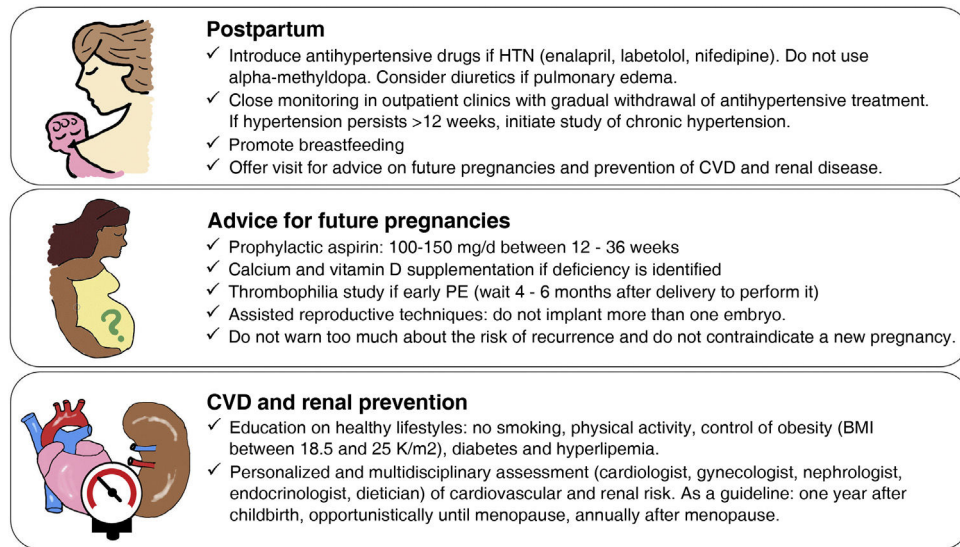 Postpartum
✓ Introduce antihypertensive drugs if HTN (enalapril, labetolol, nifedipine). Do not use
alpha-methyldopa. Consider diuretics if pulmonary edema.
✓ Close monitoring in outpatient clinics with gradual withdrawal of antihypertensive treatment.
If hypertension persists >12 weeks, initiate study of chronic hypertension.
✓ Promote breastfeeding
✓ Offer visit for advice on future pregnancies and prevention of CVD and renal disease.
Advice for future pregnancies
✓ Prophylactic aspirin: 100-150 mg/d between 12 - 36 weeks
✓ Calcium and vitamin D supplementation if deficiency is identified
✓ Thrombophilia study if early PE (wait 4 - 6 months after delivery to perform it)
✓ Assisted reproductive techniques: do not implant more than one embryo.
✓ Do not warn too much about the risk of recurrence and do not contraindicate a new pregnancy.
?
CVD and renal prevention
✓ Education on healthy lifestyles: no smoking, physical activity, control of obesity (BMI
between 18.5 and 25 K/m2), diabetes and hyperlipemia.
✓ Personalized and multidisciplinary assessment (cardiologist, gynecologist, nephrologist,
endocrinologist, dietician) of cardiovascular and renal risk. As a guideline: one year after
childbirth, opportunistically until menopause, annually after menopause.